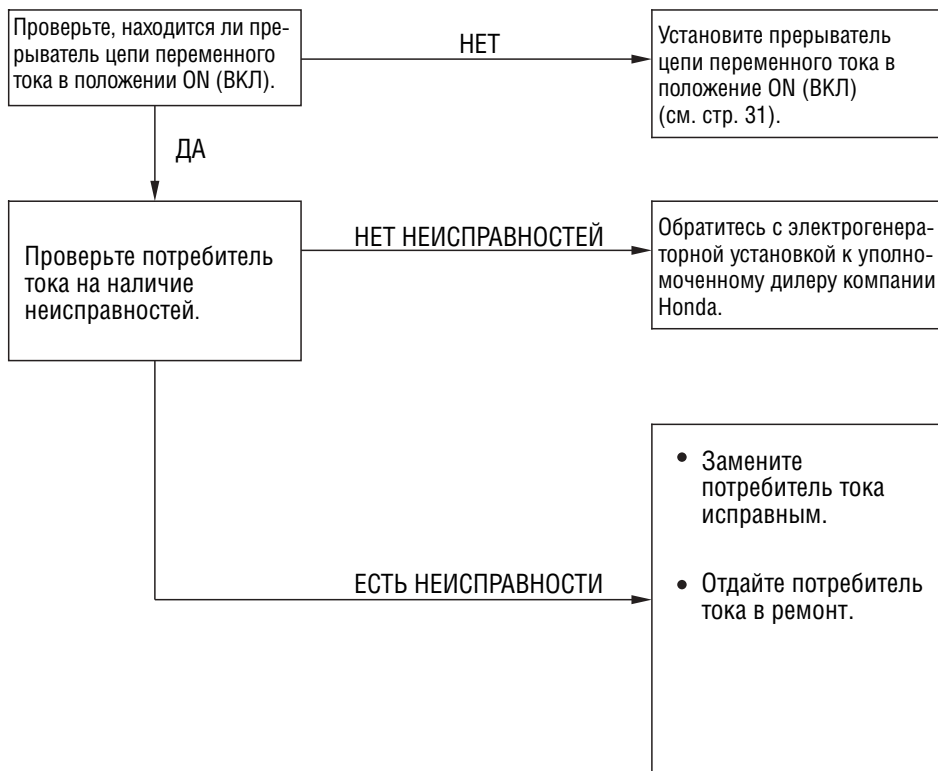 Проверьте, находится ли пре-
рыватель цепи переменного
тока в положении ON (ВКЛ).
НЕТ
Установите прерыватель
цепи переменного тока в
положение ON (ВКЛ)
(см. стр. 31).
ДА
Проверьте потребитель
тока на наличие
неисправностей.
НЕТ НЕИСПРАВНОСТЕЙ
Обратитесь с электрогенера-
торной установкой к уполно-
моченному дилеру компании
Honda.
ЕСТЬ НЕИСПРАВНОСТИ
• Замените
потребитель тока
исправным.
• Отдайте потребитель
тока в ремонт.